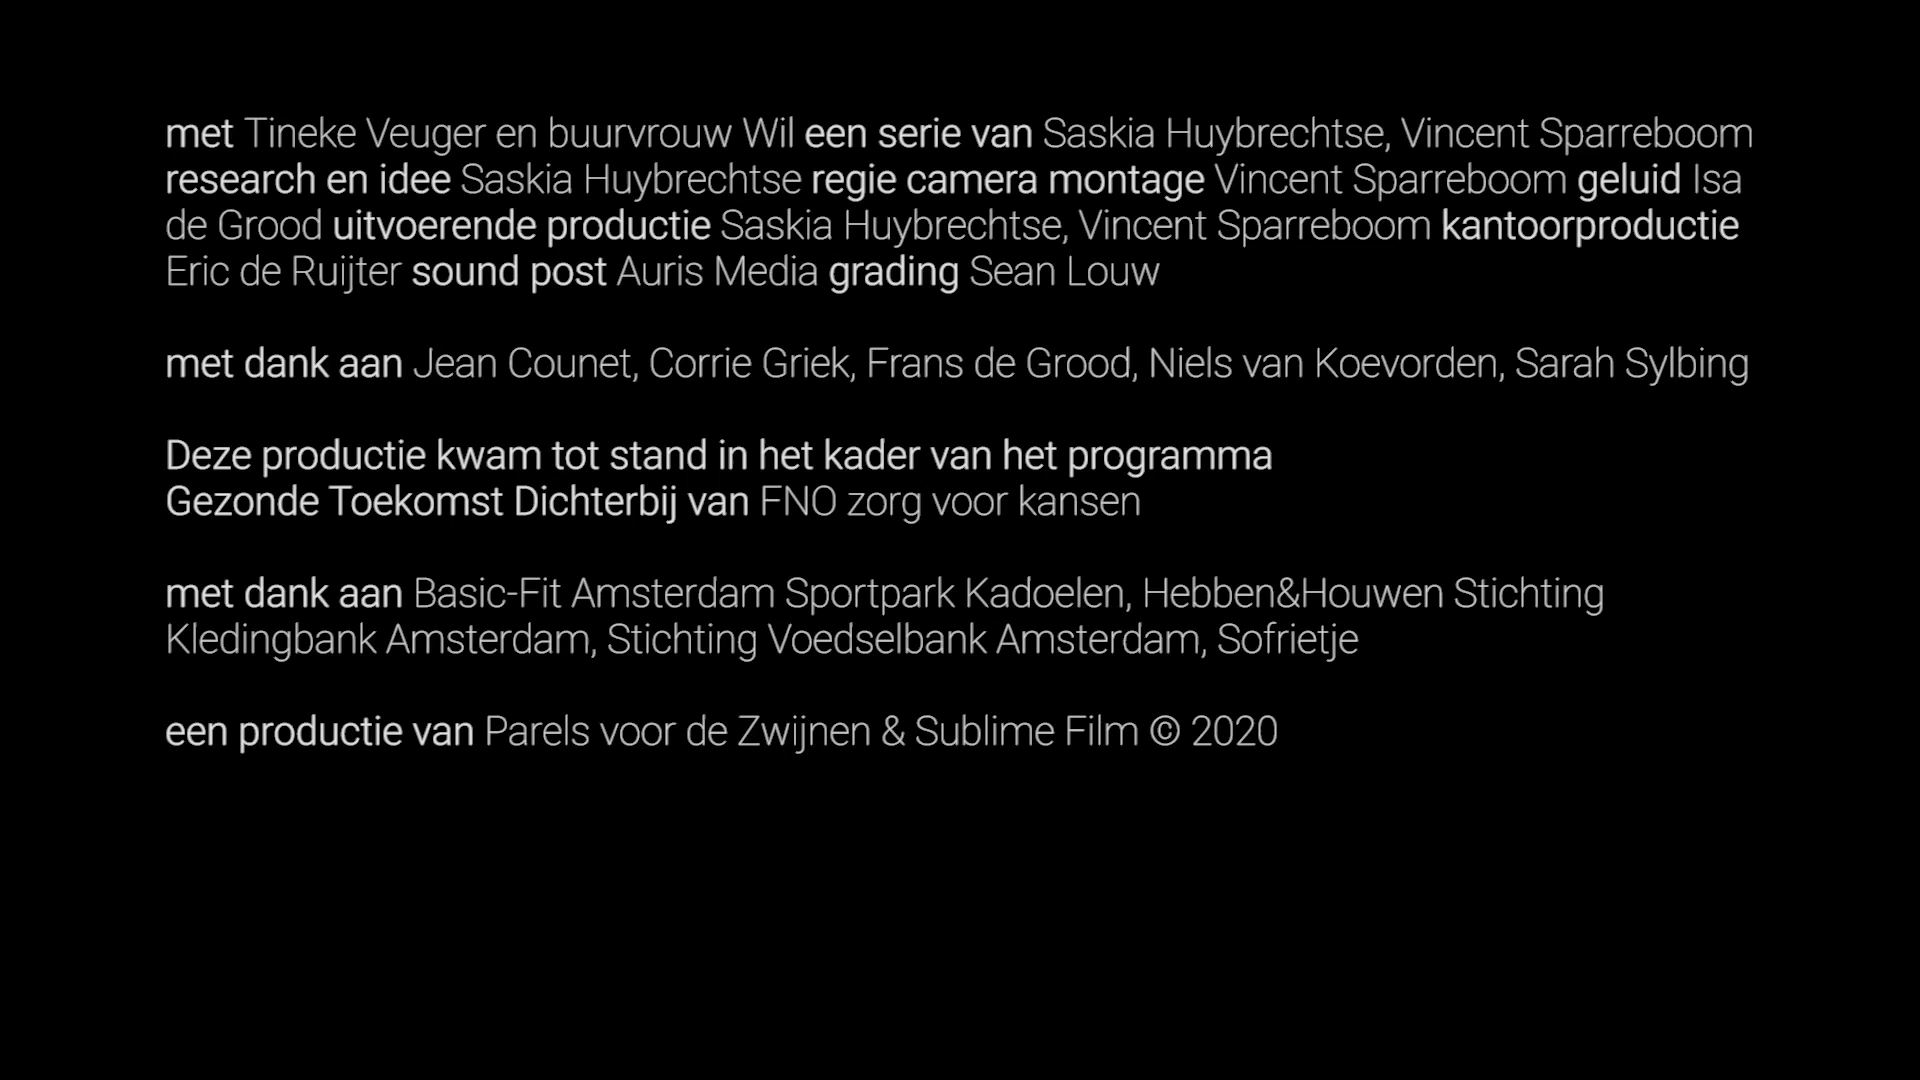 met Tineke Veuger en buurvrouw Wil een serie van Saskia Huybrechtse, Vincent Sparreboom
research en idee Saskia Huybrechtse regie camera montage Vincent Sparreboom geluid Isa
de Grood uitvoerende productie Saskia Huybrechtse, Vincent Sparreboom kantoorproductie
Eric de Ruijter sound post Auris Media grading Sean Louw
met dank aan Jean Counet, Corrie Griek, Frans de Grood, Niels van Koevorden, Sarah Sylbing
Deze productie kwam tot stand in het kader van het programma
Gezonde Toekomst Dichterbij van FNO zorg voor kansen
met dank aan Basic-Fit Amsterdam Sportpark Kadoelen, Hebben&Houwen Stichting
Kledingbank Amsterdam, Stichting Voedselbank Amsterdam, Sofrietje
een productie van Parels voor de Zwijnen & Sublime Film © 2020